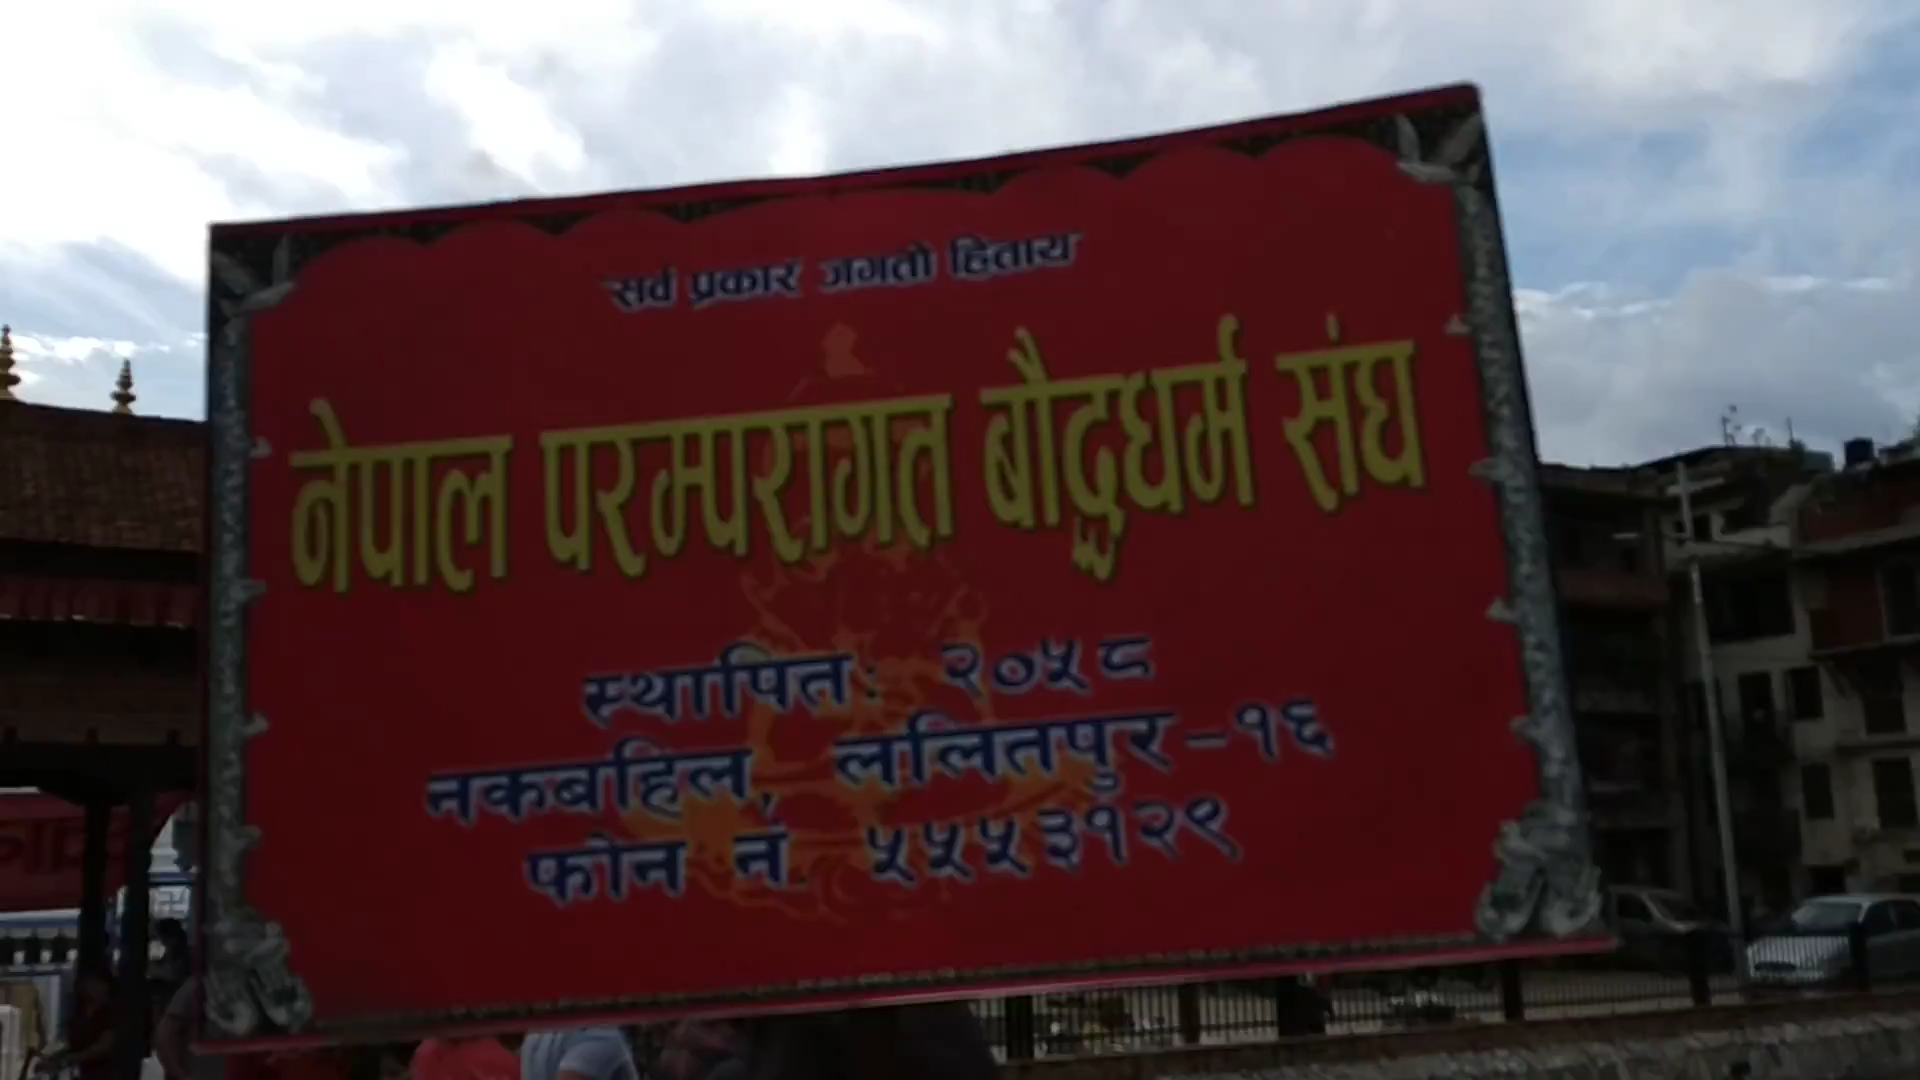 सर्व प्रकार जगतो हिताय
नेपाल परम्परागत बौद्धधर्म संघ
स्थापित: २०५८
नकबहिल, ललितपुर-१६
फोन नं. ५५५३१२९